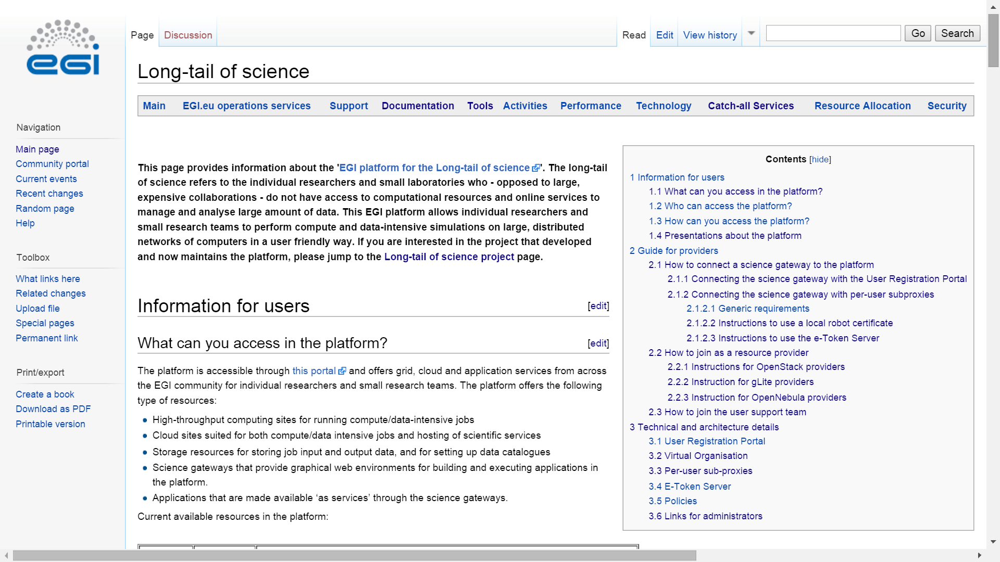 egi
Page
Discussion
Read
Edit
View history
Go
Search
Long-tail of science
Main
EGI.eu operations services
Support
Documentation
Tools
Activities
Performance
Technology
Catch-all Services
Resource Allocation
Security
Navigation
Main page
Community portal
Current events
Recent changes
Random page
Help
Toolbox
What links here
Related changes
Upload file
Special pages
Permanent link
Print/export
Create a book
Download as PDF
Printable version
This page provides information about the 'EGI platform for the Long-tail of science'. The long-tail
of science refers to the individual researchers and small laboratories who - opposed to large,
expensive collaborations - do not have access to computational resources and online services to
manage and analyse large amount of data. This EGI platform allows individual researchers and
small research teams to perform compute and data-intensive simulations on large, distributed
networks of computers in a user friendly way. If you are interested in the project that developed
and now maintains the platform, please jump to the Long-tail of science project page.
Information for users
[edit]
What can you access in the platform?
[edit]
The platform is accessible through this portal and offers grid, cloud and application services from across
the EGI community for individual researchers and small research teams. The platform offers the following
type of resources:
High-throughput computing sites for running compute/data-intensive jobs
Cloud sites suited for both compute/data intensive jobs and hosting of scientific services
Storage resources for storing job input and output data, and for setting up data catalogues
Science gateways that provide graphical web environments for building and executing applications in
the platform.
Applications that are made available ‘as services’ through the science gateways.
Current available resources in the platform:
Contents [hide]
1 Information for users
1.1 What can you access in the platform?
1.2 Who can access the platform?
1.3 How can you access the platform?
1.4 Presentations about the platform
2 Guide for providers
2.1 How to connect a science gateway to the platform
2.1.1 Connecting the science gateway with the User Registration Portal
2.1.2 Connecting the science gateway with per-user subproxies
2.1.2.1 Generic requirements
2.1.2.2 Instructions to use a local robot certificate
2.1.2.3 Instructions to use the e-Token Server
2.2 How to join as a resource provider
2.2.1 Instructions for OpenStack providers
2.2.2 Instruction for gLite providers
2.2.3 Instruction for OpenNebula providers
2.3 How to join the user support team
3 Technical and architecture details
3.1 User Registration Portal
3.2 Virtual Organisation
3.3 Per-user sub-proxies
3.4 E-Token Server
3.5 Policies
3.6 Links for administrators